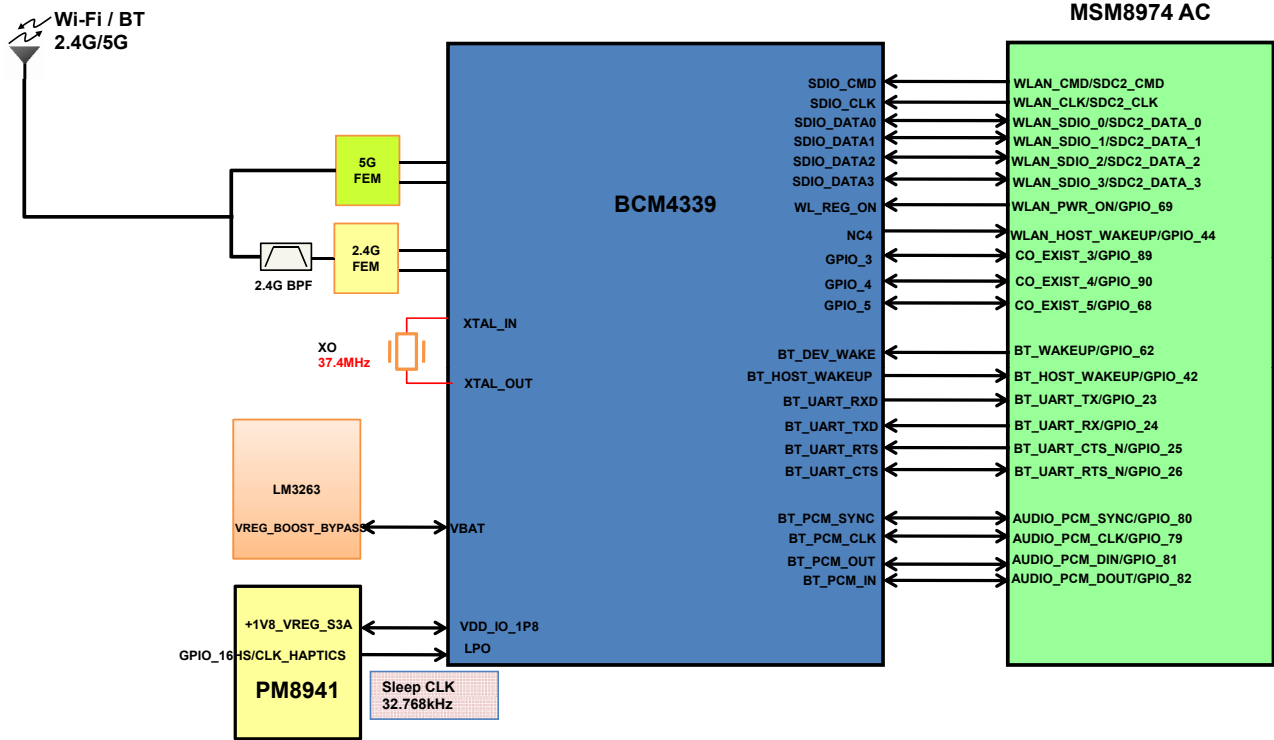 MSM8974 AC
Wi-Fi / BT
2.4G/5G
5G
FEM
2.4G
FEM
2.4G BPF
XO
37.4MHz
XTAL_IN
XTAL_OUT
LM3263
VREG_BOOST_BYPASS
VBAT
+1V8_VREG_S3A
GPIO_16HS/CLK_HAPTICS
PM8941
VDD_IO_1P8
LPO
Sleep CLK
32.768kHz
BCM4339
SDIO_CMD
SDIO_CLK
SDIO_DATA0
SDIO_DATA1
SDIO_DATA2
SDIO_DATA3
WL_REG_ON
NC4
GPIO_3
GPIO_4
GPIO_5
BT_DEV_WAKE
BT_HOST_WAKEUP
BT_UART_RXD
BT_UART_TXD
BT_UART_RTS
BT_UART_CTS
BT_PCM_SYNC
BT_PCM_CLK
BT_PCM_OUT
BT_PCM_IN
WLAN_CMD/SDC2_CMD
WLAN_CLK/SDC2_CLK
WLAN_SDIO_0/SDC2_DATA_0
WLAN_SDIO_1/SDC2_DATA_1
WLAN_SDIO_2/SDC2_DATA_2
WLAN_SDIO_3/SDC2_DATA_3
WLAN_PWR_ON/GPIO_69
WLAN_HOST_WAKEUP/GPIO_44
CO_EXIST_3/GPIO_89
CO_EXIST_4/GPIO_90
CO_EXIST_5/GPIO_68
BT_WAKEUP/GPIO_62
BT_HOST_WAKEUP/GPIO_42
BT_UART_TX/GPIO_23
BT_UART_RX/GPIO_24
BT_UART_CTS_N/GPIO_25
BT_UART_RTS_N/GPIO_26
AUDIO_PCM_SYNC/GPIO_80
AUDIO_PCM_CLK/GPIO_79
AUDIO_PCM_DIN/GPIO_81
AUDIO_PCM_DOUT/GPIO_82